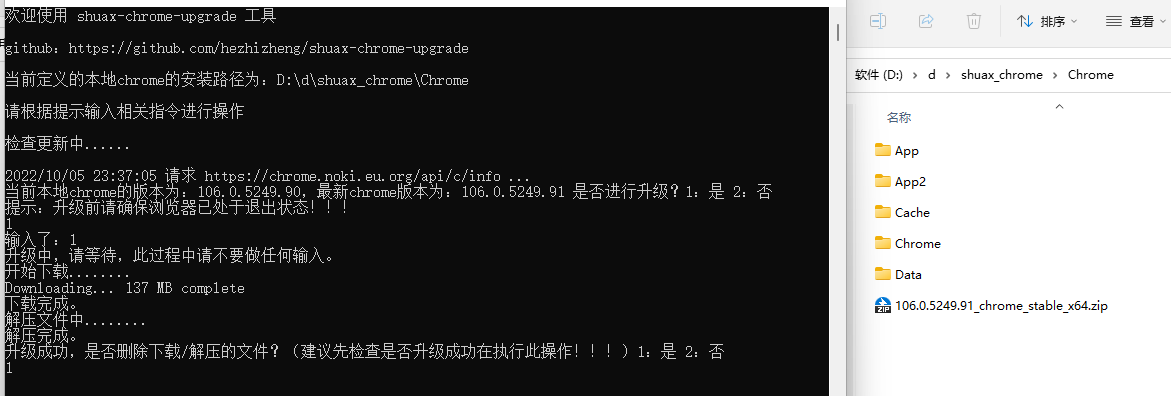 欢迎使用 shuax-chrome-upgrade 工具
github：https://github.com/hezhizheng/shuax-chrome-upgrade
当前定义的本地chrome的安装路径为：D:\d\shuax_chrome\Chrome
请根据提示输入相关指令进行操作
检查更新中......
2022/10/05 23:37:05 请求 https://chrome.noki.eu.org/api/c/info ...
当前本地chrome的版本为：106.0.5249.90，最新chrome版本为：106.0.5249.91 是否进行升级？1：是 2：否
提示：升级前请确保浏览器已处于退出状态！！！
1
输入了：1
升级中，请等待，此过程中请不要做任何输入。
开始下载........
Downloading... 137 MB complete
下载完成。
解压文件中........
解压完成。
升级成功，是否删除下载/解压的文件？（建议先检查是否升级成功在执行此操作！！！）1：是 2：否
1
排序 查看
软件 (D:) › d › shuax_chrome › Chrome
名称
App
App2
Cache
Chrome
Data
ZIP 106.0.5249.91_chrome_stable_x64.zip